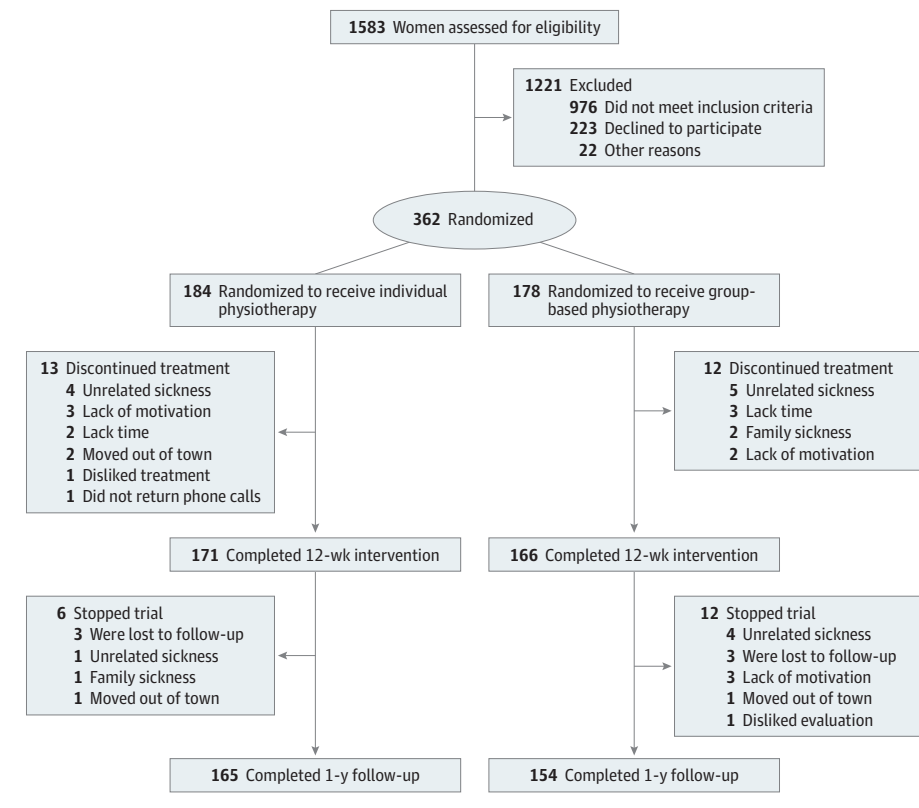 1583 Women assessed for eligibility
1221 Excluded
976 Did not meet inclusion criteria
223 Declined to participate
22 Other reasons
362 Randomized
184 Randomized to receive individual
physiotherapy
178 Randomized to receive group-
based physiotherapy
13 Discontinued treatment
4 Unrelated sickness
3 Lack of motivation
2 Lack time
2 Moved out of town
1 Disliked treatment
1 Did not return phone calls
12 Discontinued treatment
5 Unrelated sickness
3 Lack time
2 Family sickness
2 Lack of motivation
171 Completed 12-wk intervention
166 Completed 12-wk intervention
6 Stopped trial
3 Were lost to follow-up
1 Unrelated sickness
1 Family sickness
1 Moved out of town
12 Stopped trial
4 Unrelated sickness
3 Were lost to follow-up
3 Lack of motivation
1 Moved out of town
1 Disliked evaluation
165 Completed 1-y follow-up
154 Completed 1-y follow-up